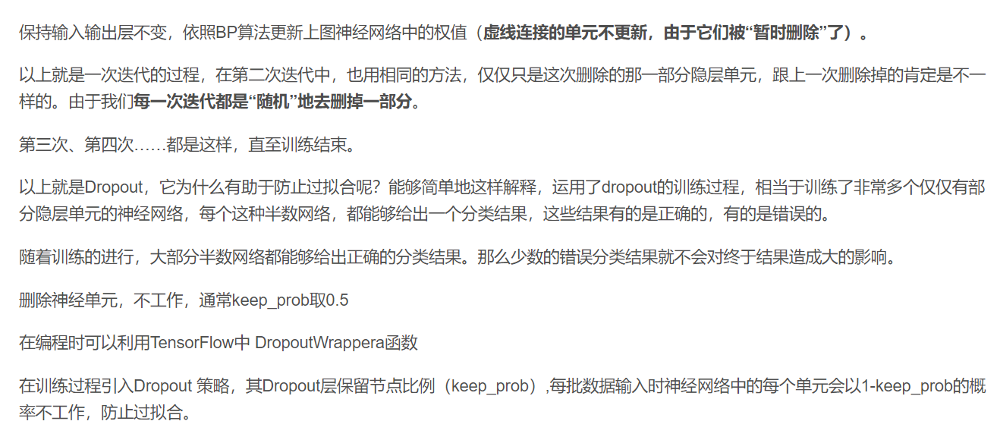 保持输入输出层不变，依照BP算法更新上图神经网络中的权值（虚线连接的单元不更新，由于它们被“暂时删除”了）。
以上就是一次迭代的过程，在第二次迭代中，也用相同的方法，仅仅只是这次删除的那一部分隐层单元，跟上一次删除掉的肯定是不一
样的。由于我们每一次迭代都是“随机”地去删掉一部分。
第三次、第四次……都是这样，直至训练结束。
以上就是Dropout，它为什么有助于防止过拟合呢？能够简单地这样解释，运用了dropout的训练过程，相当于训练了非常多个仅仅有部
分隐层单元的神经网络，每个这种半数网络，都能够给出一个分类结果，这些结果有的是正确的，有的是错误的。
随着训练的进行，大部分半数网络都能够给出正确的分类结果。那么少数的错误分类结果就不会对终于结果造成大的影响。
删除神经单元，不工作，通常keep_prob取0.5
在编程时可以利用TensorFlow中 DropoutWrappera函数
在训练过程引入Dropout 策略，其Dropout层保留节点比例（keep_prob）,每批数据输入时神经网络中的每个单元会以1-keep_prob的概
率不工作，防止过拟合。